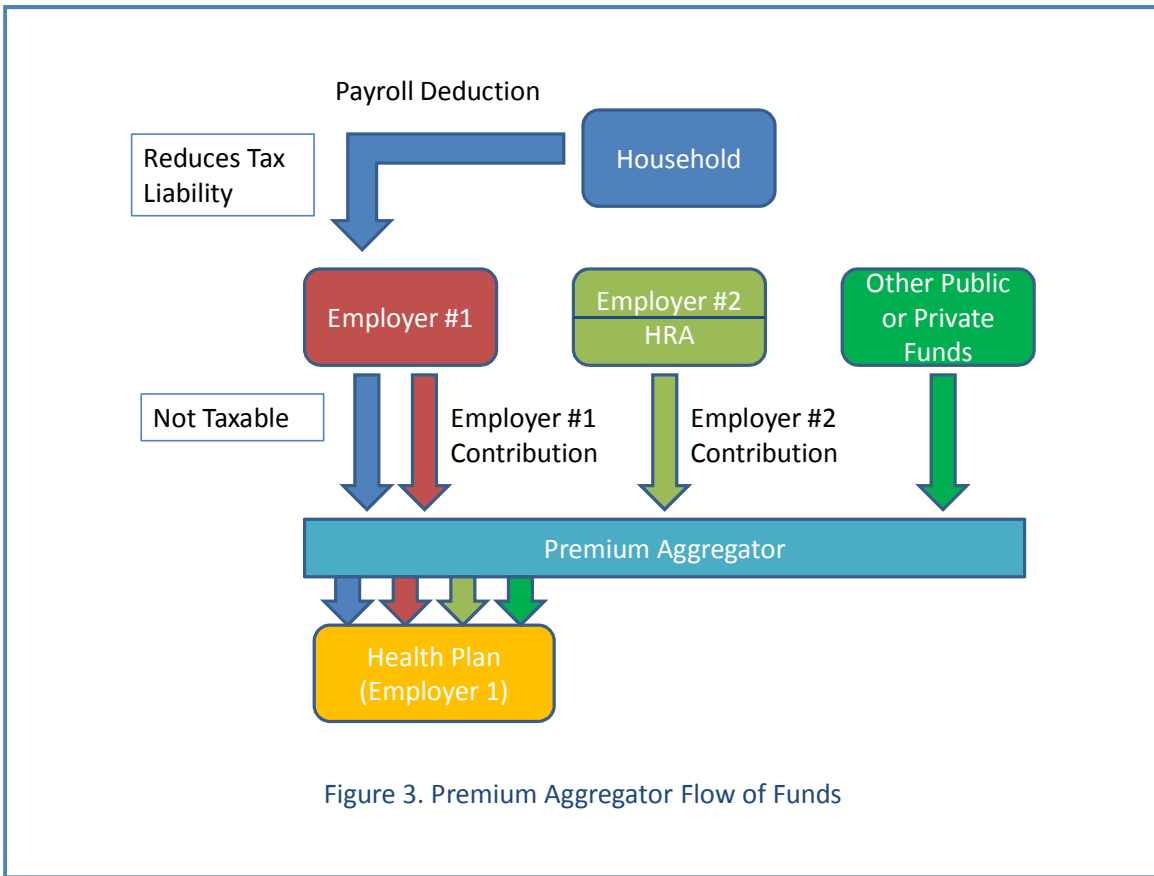 Payroll Deduction
Reduces Tax
Liability
Household
Employer #1
Employer #2
HRA
Other Public
or Private
Funds
Not Taxable
Employer #1
Contribution
Employer #2
Contribution
Premium Aggregator
Health Plan
(Employer 1)
Figure 3. Premium Aggregator Flow of Funds